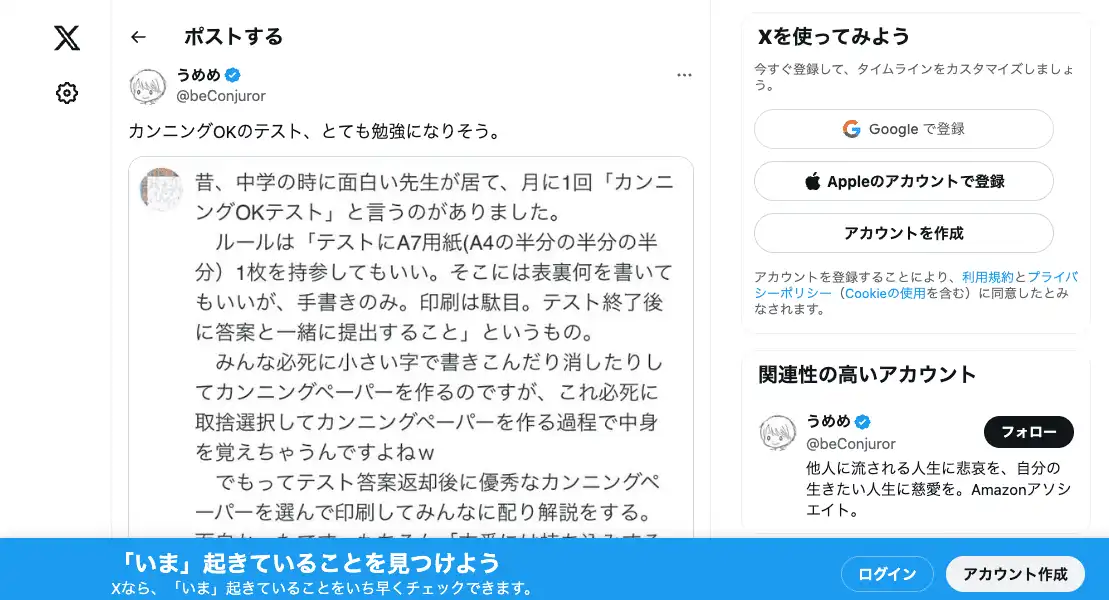 ポストする
うめめ
@beConjuror
カンニングOKのテスト、とても勉強になりそう。
昔、中学の時に面白い先生が居て、月に1回「カンニ
ングOKテスト」と言うのがありました。
ルールは「テストにA7用紙(A4の半分の半分の半
分）1枚を持参してもいい。そこには表裏何を書いて
もいいが、手書きのみ。印刷は駄目。テスト終了後
に答案と一緒に提出すること」というもの。
みんな必死に小さい字で書きこんだり消したりし
てカンニングペーパーを作るのですが、これ必死に
取捨選択してカンニングペーパーを作る過程で中身
を覚えちゃうんですよねｗ
でもってテスト答案返却後に優秀なカンニングペ
ーパーを選んで印刷してみんなに配り解説をする。
Xを使ってみよう
今すぐ登録して、タイムラインをカスタマイズしましょ
う。
Google で登録
Appleのアカウントで登録
アカウントを作成
アカウントを登録することにより、利用規約とプライバ
シーポリシー（Cookieの使用を含む）に同意したとみ
なされます。
関連性の高いアカウント
うめめ
@beConjuror
フォロー
他人に流される人生に悲哀を、自分の
生きたい人生に慈愛を。Amazonアソシ
エイト。
「いま」起きていることを見つけよう
Xなら、「いま」起きていることをいち早くチェックできます。
ログイン
アカウント作成